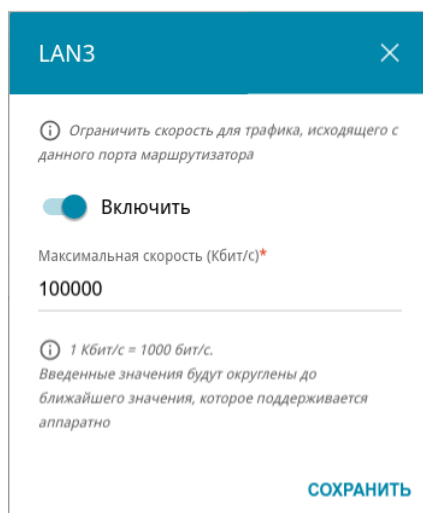 LAN3
Ограничить скорость для трафика, исходящего с
данного порта маршрутизатора
Включить
Максимальная скорость (Кбит/с)*
100000
1 Кбит/с = 1000 бит/с.
Введенные значения будут округлены до
ближайшего значения, которое поддерживается
аппаратно
СОХРАНИТЬ